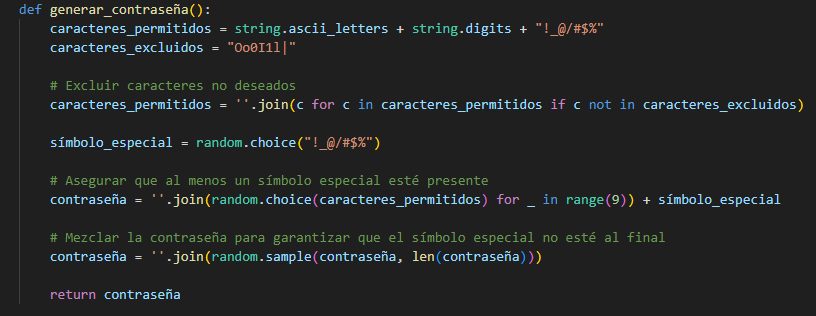 def generar_contraseña():
    caracteres_permitidos = string.ascii_letters + string.digits + "!_@/#$%"
    caracteres_excluidos = "Oo0I1l|"
    # Excluir caracteres no deseados
    caracteres_permitidos = ''.join(c for c in caracteres_permitidos if c not in caracteres_excluidos)
    símbolo_especial = random.choice("!_@/#$%")
    # Asegurar que al menos un símbolo especial esté presente
    contraseña = ''.join(random.choice(caracteres_permitidos) for _ in range(9)) + símbolo_especial
    # Mezclar la contraseña para garantizar que el símbolo especial no esté al final
    contraseña = ''.join(random.sample(contraseña, len(contraseña)))
    return contraseña